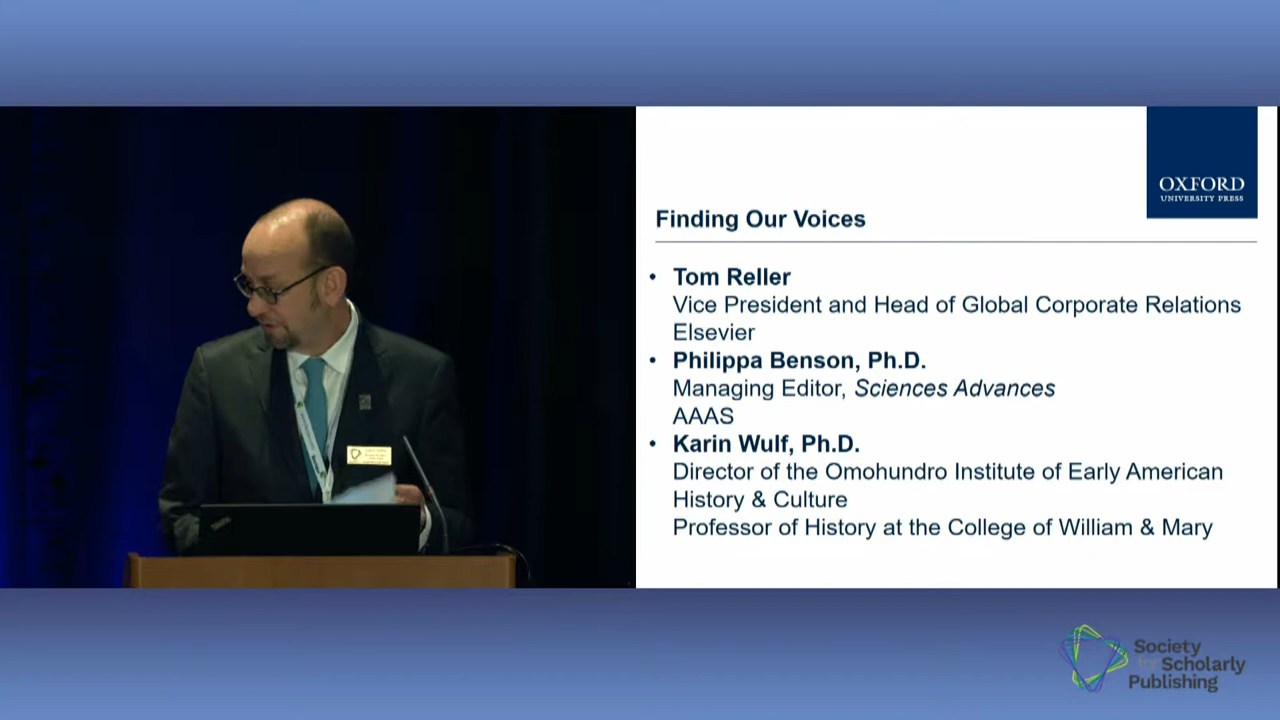 OXFORD
UNIVERSITY PRESS
Finding Our Voices
• Tom Reller
Vice President and Head of Global Corporate Relations
Elsevier
• Philippa Benson, Ph.D.
Managing Editor, Sciences Advances
AAAS
• Karin Wulf, Ph.D.
Director of the Omohundro Institute of Early American
History & Culture
Professor of History at the College of William & Mary
Society
for Scholarly
Publishing